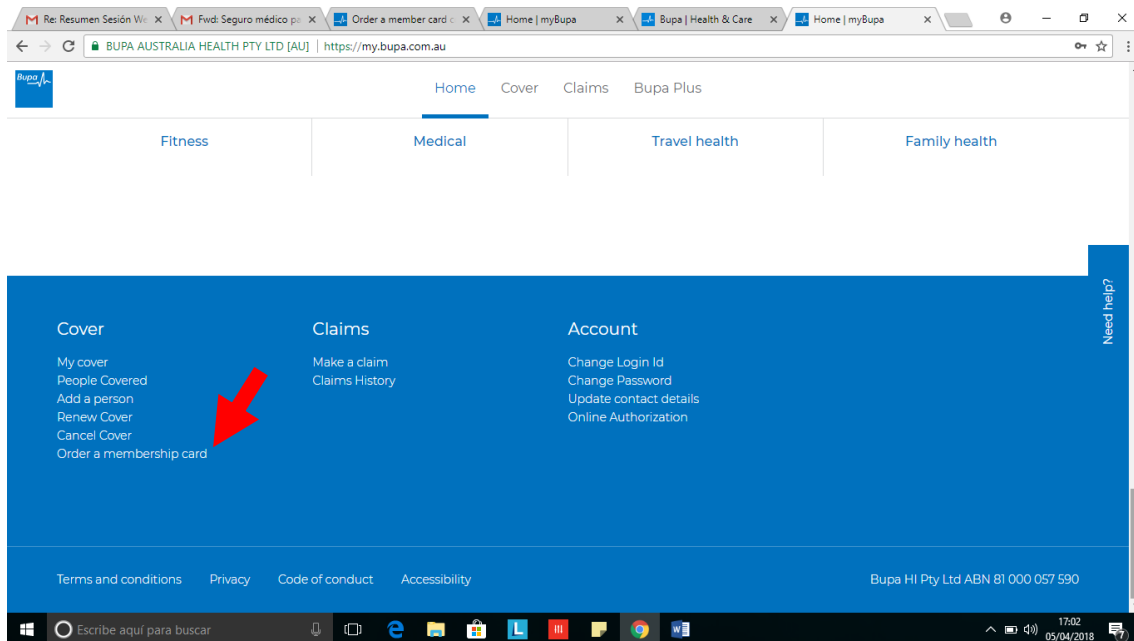 Re: Resumen Sesión We
Fwd: Seguro médico pa
Order a member card o
Home | myBupa
Bupa | Health & Care
Home | myBupa
BUPA AUSTRALIA HEALTH PTY LTD [AU] | https://my.bupa.com.au
Bupa
Home Cover Claims Bupa Plus
Fitness Medical Travel health Family health
Need help?
Cover
My cover
People Covered
Add a person
Renew Cover
Cancel Cover
Order a membership card
Claims
Make a claim
Claims History
Account
Change Login Id
Change Password
Update contact details
Online Authorization
Terms and conditions Privacy Code of conduct Accessibility Bupa HI Pty Ltd ABN 81 000 057 590
Escribe aquí para buscar
17:02
05/04/2018